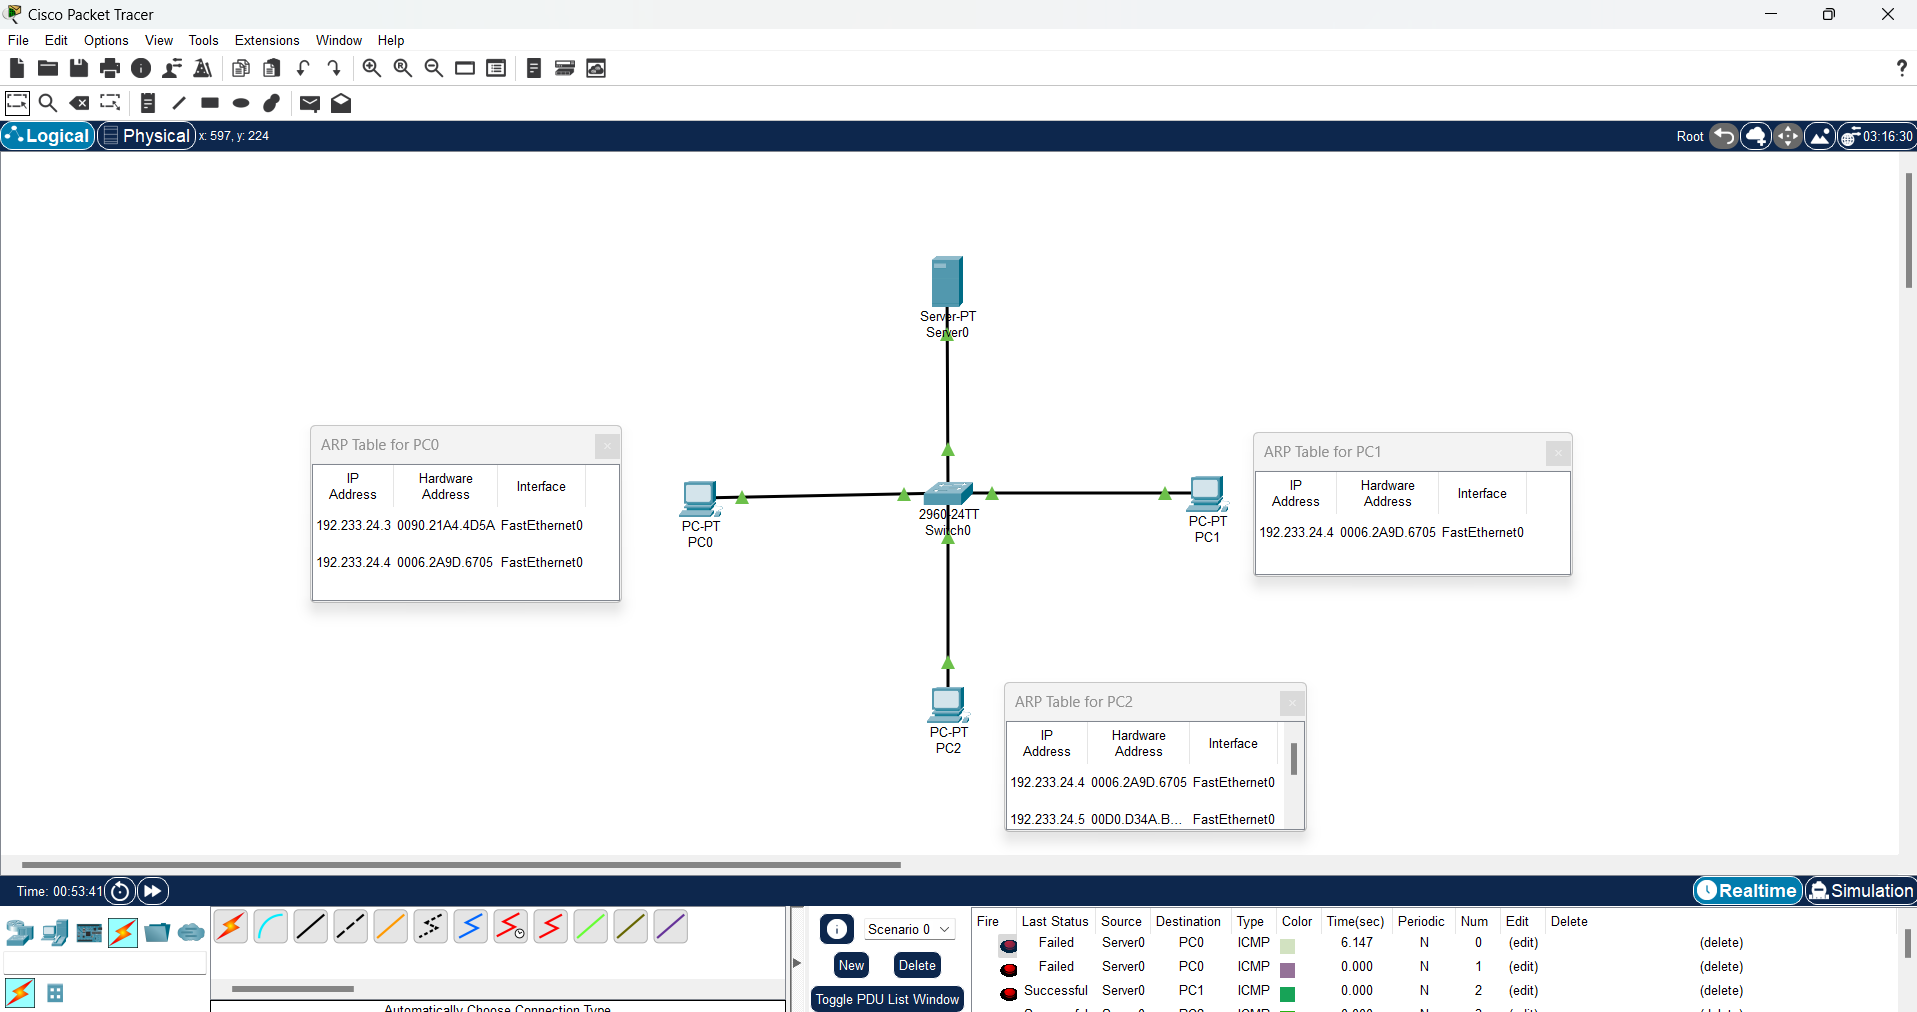 Cisco Packet Tracer
File Edit Options View Tools Extensions Window Help
?
Logical Physical x: 597, y: 224 Root 03:16:30
Server-PT
Server0
ARP Table for PC0
IP Address Hardware Address Interface
192.233.24.3 0090.21A4.4D5A FastEthernet0
192.233.24.4 0006.2A9D.6705 FastEthernet0
PC-PT
PC0
2960-24TT
Switch0
PC-PT
PC1
ARP Table for PC1
IP Address Hardware Address Interface
192.233.24.4 0006.2A9D.6705 FastEthernet0
PC-PT
PC2
ARP Table for PC2
IP Address Hardware Address Interface
192.233.24.4 0006.2A9D.6705 FastEthernet0
192.233.24.5 00D0.D34A.B... FastEthernet0
Time: 00:53:41 Realtime Simulation
Automatically Choose Connection Type
Scenario 0
New Delete
Toggle PDU List Window
Fire Last Status Source Destination Type Color Time(sec) Periodic Num Edit Delete
Failed Server0 PC0 ICMP 6.147 N 0 (edit) (delete)
Failed Server0 PC0 ICMP 0.000 N 1 (edit) (delete)
Successful Server0 PC1 ICMP 0.000 N 2 (edit) (delete)